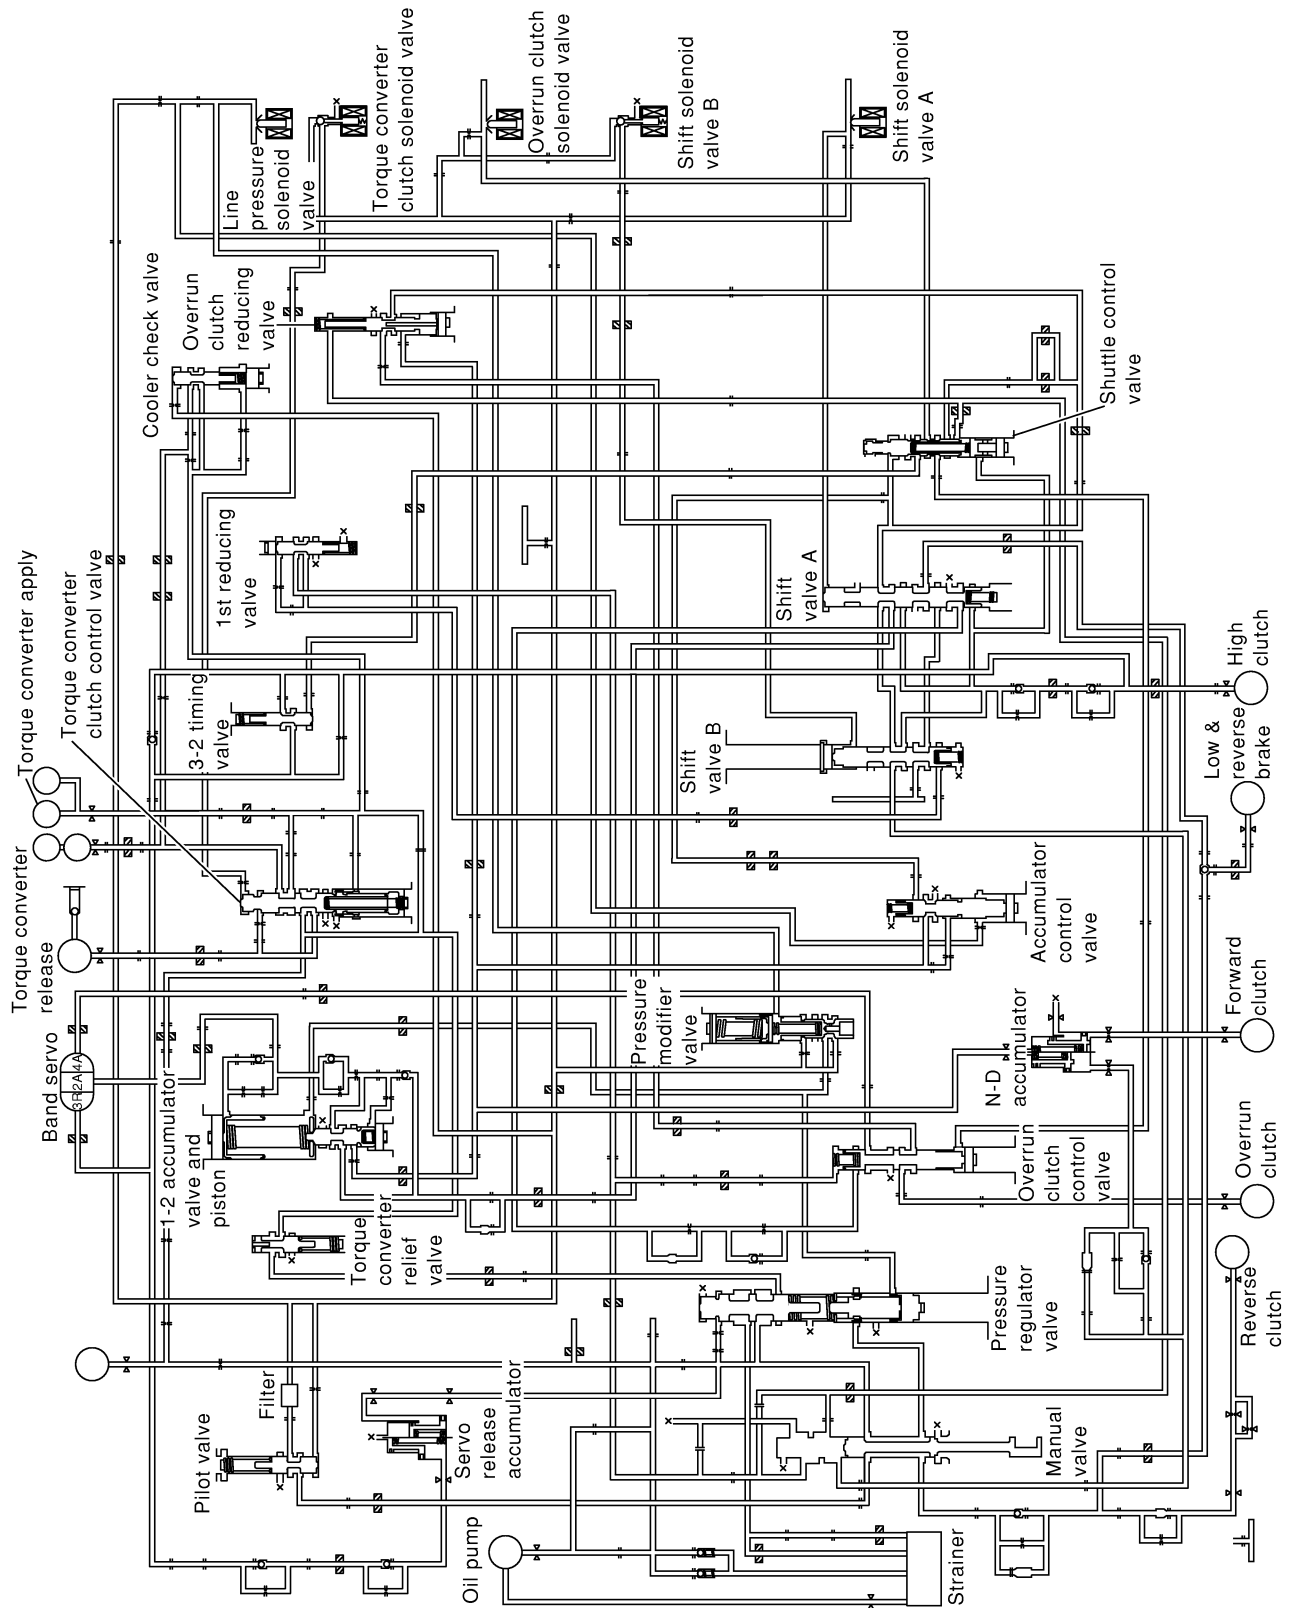 Line
pressure
solenoid
valve
Torque converter
clutch solenoid valve
Overrun clutch
solenoid valve
Shift solenoid
valve B
Shift solenoid
valve A
Cooler check valve
Overrun
clutch
reducing
valve
Shuttle control
valve
1st reducing
valve
Torque converter apply
Torque converter
clutch control valve
3-2 timing
valve
Shift
valve A
Shift
valve B
High
clutch
Low &
reverse
brake
Torque converter
Torque converter
release
Accumulator
control
valve
Band servo
3R
2A
4A
Pressure
modifier
valve
N-D
accumulator
Forward
clutch
1-2 accumulator
valve and
piston
Overrun
clutch
control
valve
Overrun
clutch
Torque
converter
relief
valve
Pressure
regulator
valve
Reverse
clutch
Filter
Pilot valve
Servo
release
accumulator
Manual
valve
Oil pump
Strainer